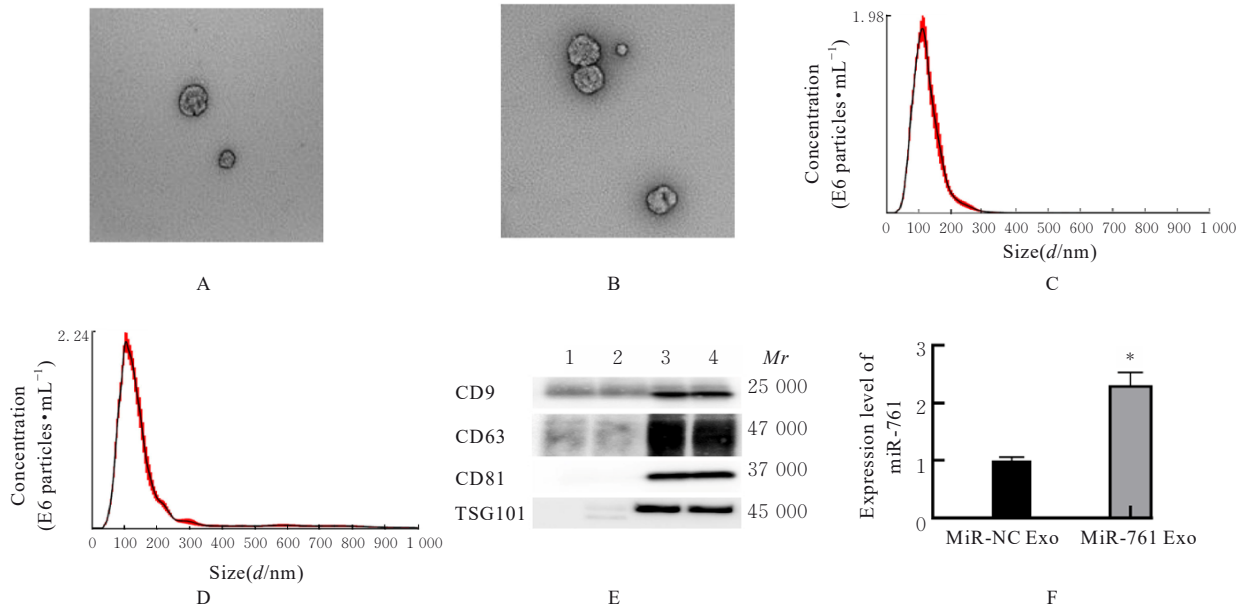 A
B
1.98
Concentration
(E6 particles•mL⁻¹)
0 100 200 300 400 500 600 700 800 900 1 000
Size(d/nm)
C
2.24
Concentration
(E6 particles•mL⁻¹)
0 100 200 300 400 500 600 700 800 900 1 000
Size(d/nm)
D
1 2 3 4 Mr
CD9 25 000
CD63 47 000
CD81 37 000
TSG101 45 000
E
Expression level of
miR-761
3
2
1
0
*
MiR-NC Exo MiR-761 Exo
F